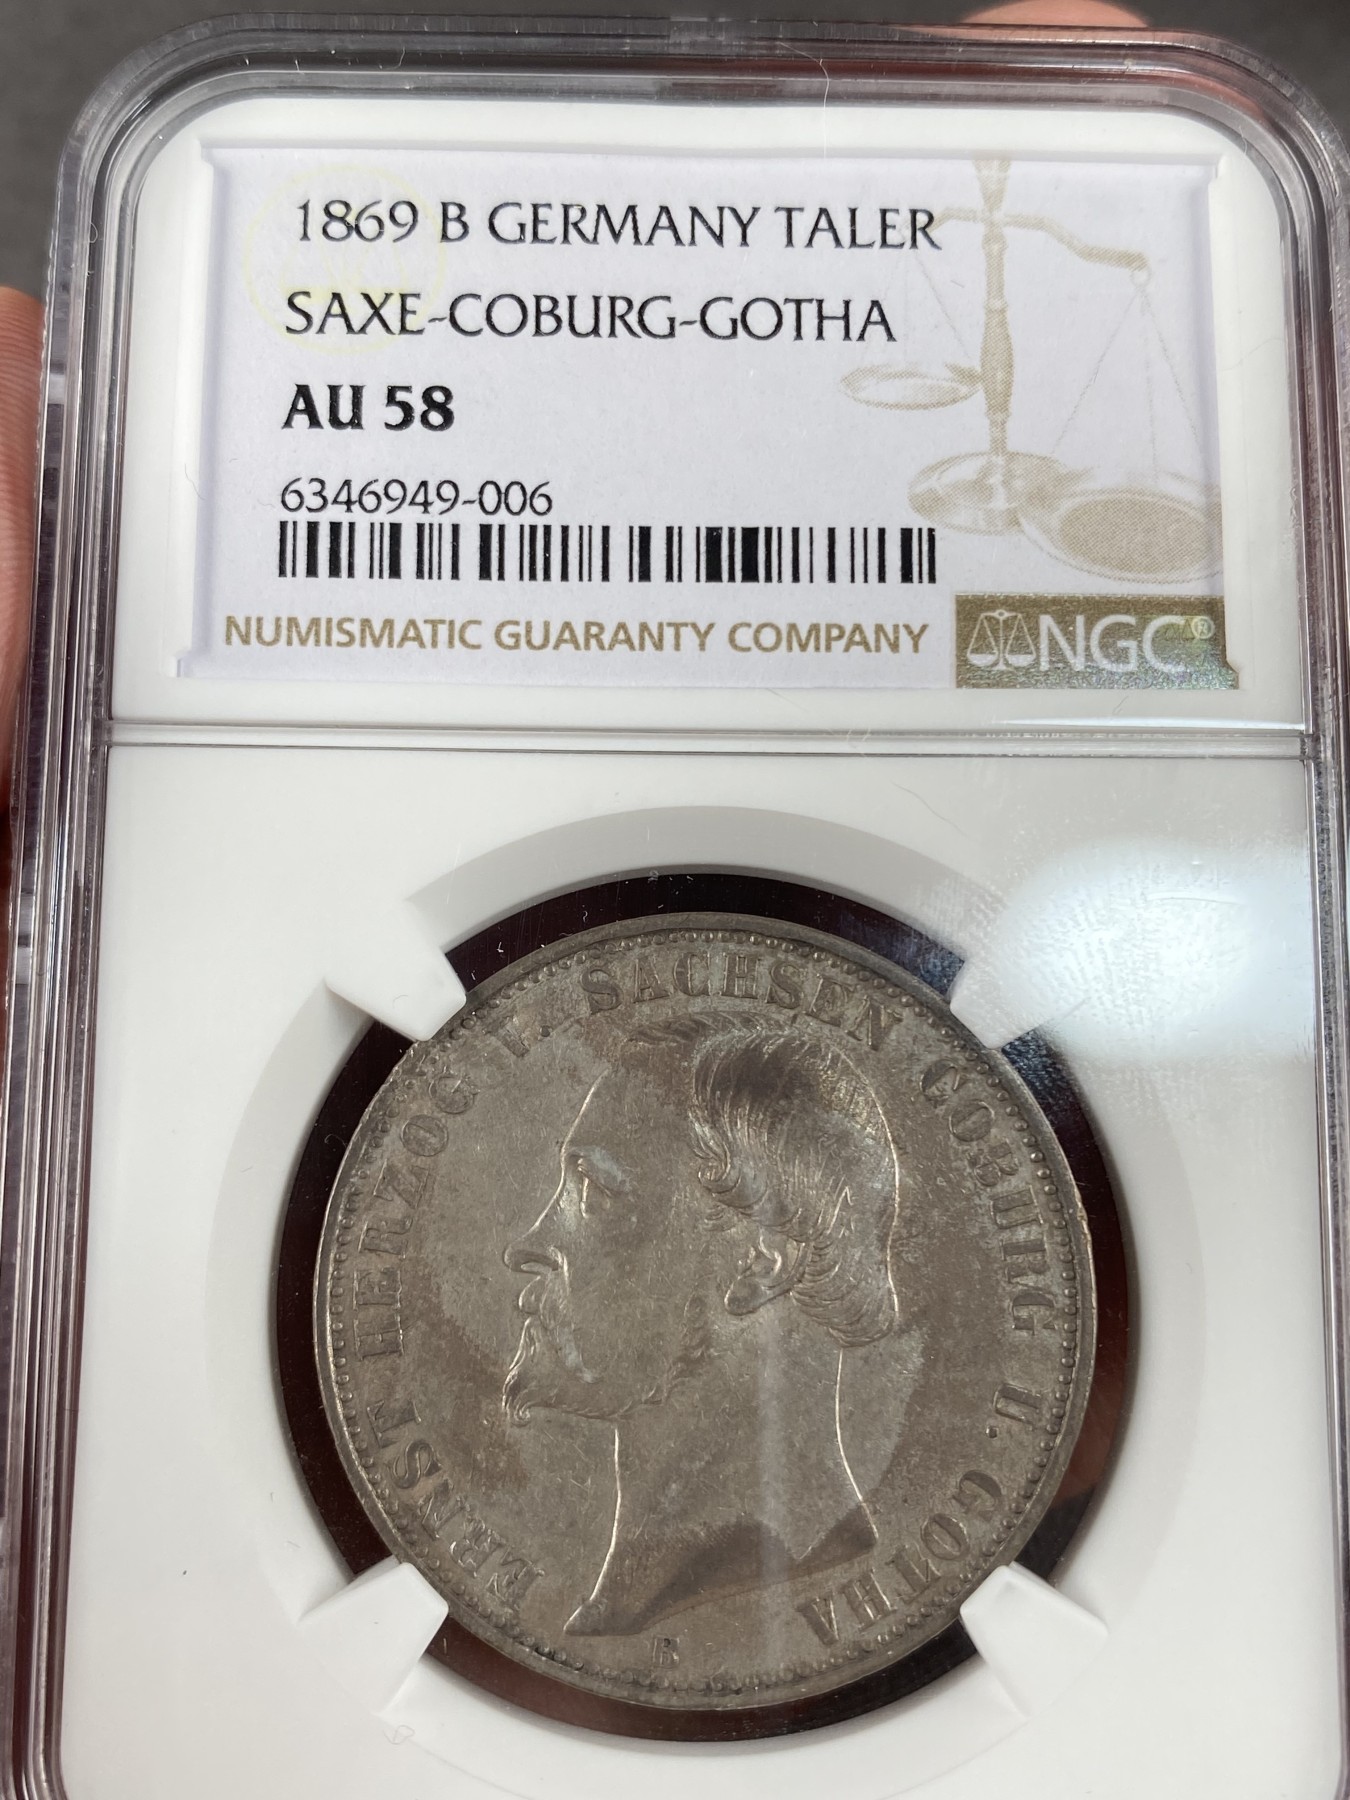 1869 B GERMANY TALER
SAXE-COBURG-GOTHA
AU 58
6346949-006
NUMISMATIC GUARANTY COMPANY
NGC®
ERNST HERZOG V. SACHSEN COBURG U. GOTHA
B